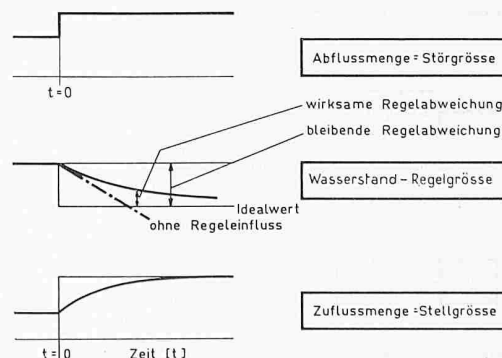 Abflussmenge = Störgrösse
t=0
wirksame Regelabweichung
bleibende Regelabweichung
Wasserstand – Regelgrösse
Idealwert
ohne Regeleinfluss
Zuflussmenge = Stellgrösse
t=0
Zeit [t]